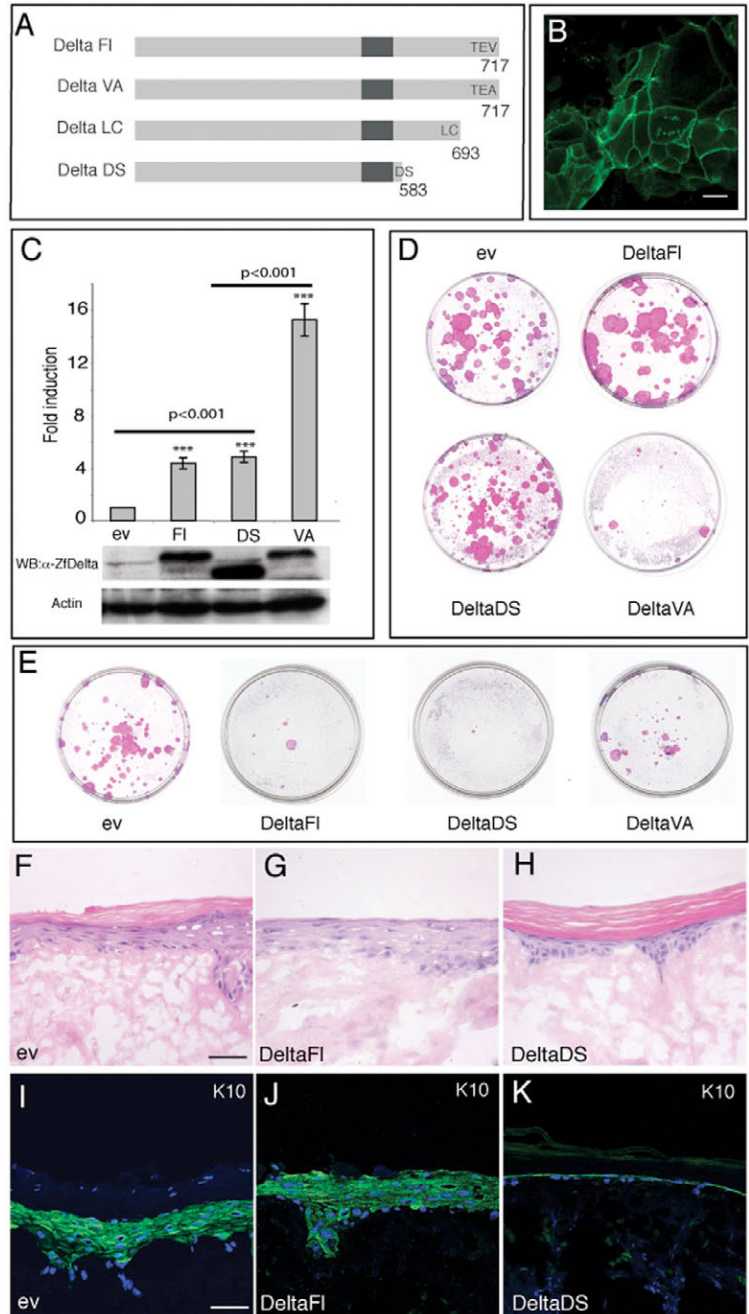 A
Delta Fl
TEV
717
Delta VA
TEA
717
Delta LC
LC
693
Delta DS
DS
583
B
C
p<0.001
***
16
12
Fold induction
p<0.001
8
***
***
4
0
ev
Fl
DS
VA
WB:α-ZfDelta
Actin
D
ev
DeltaFl
DeltaDS
DeltaVA
E
ev
DeltaFl
DeltaDS
DeltaVA
F
ev
G
DeltaFl
H
DeltaDS
I
K10
ev
J
K10
DeltaFl
K
K10
DeltaDS